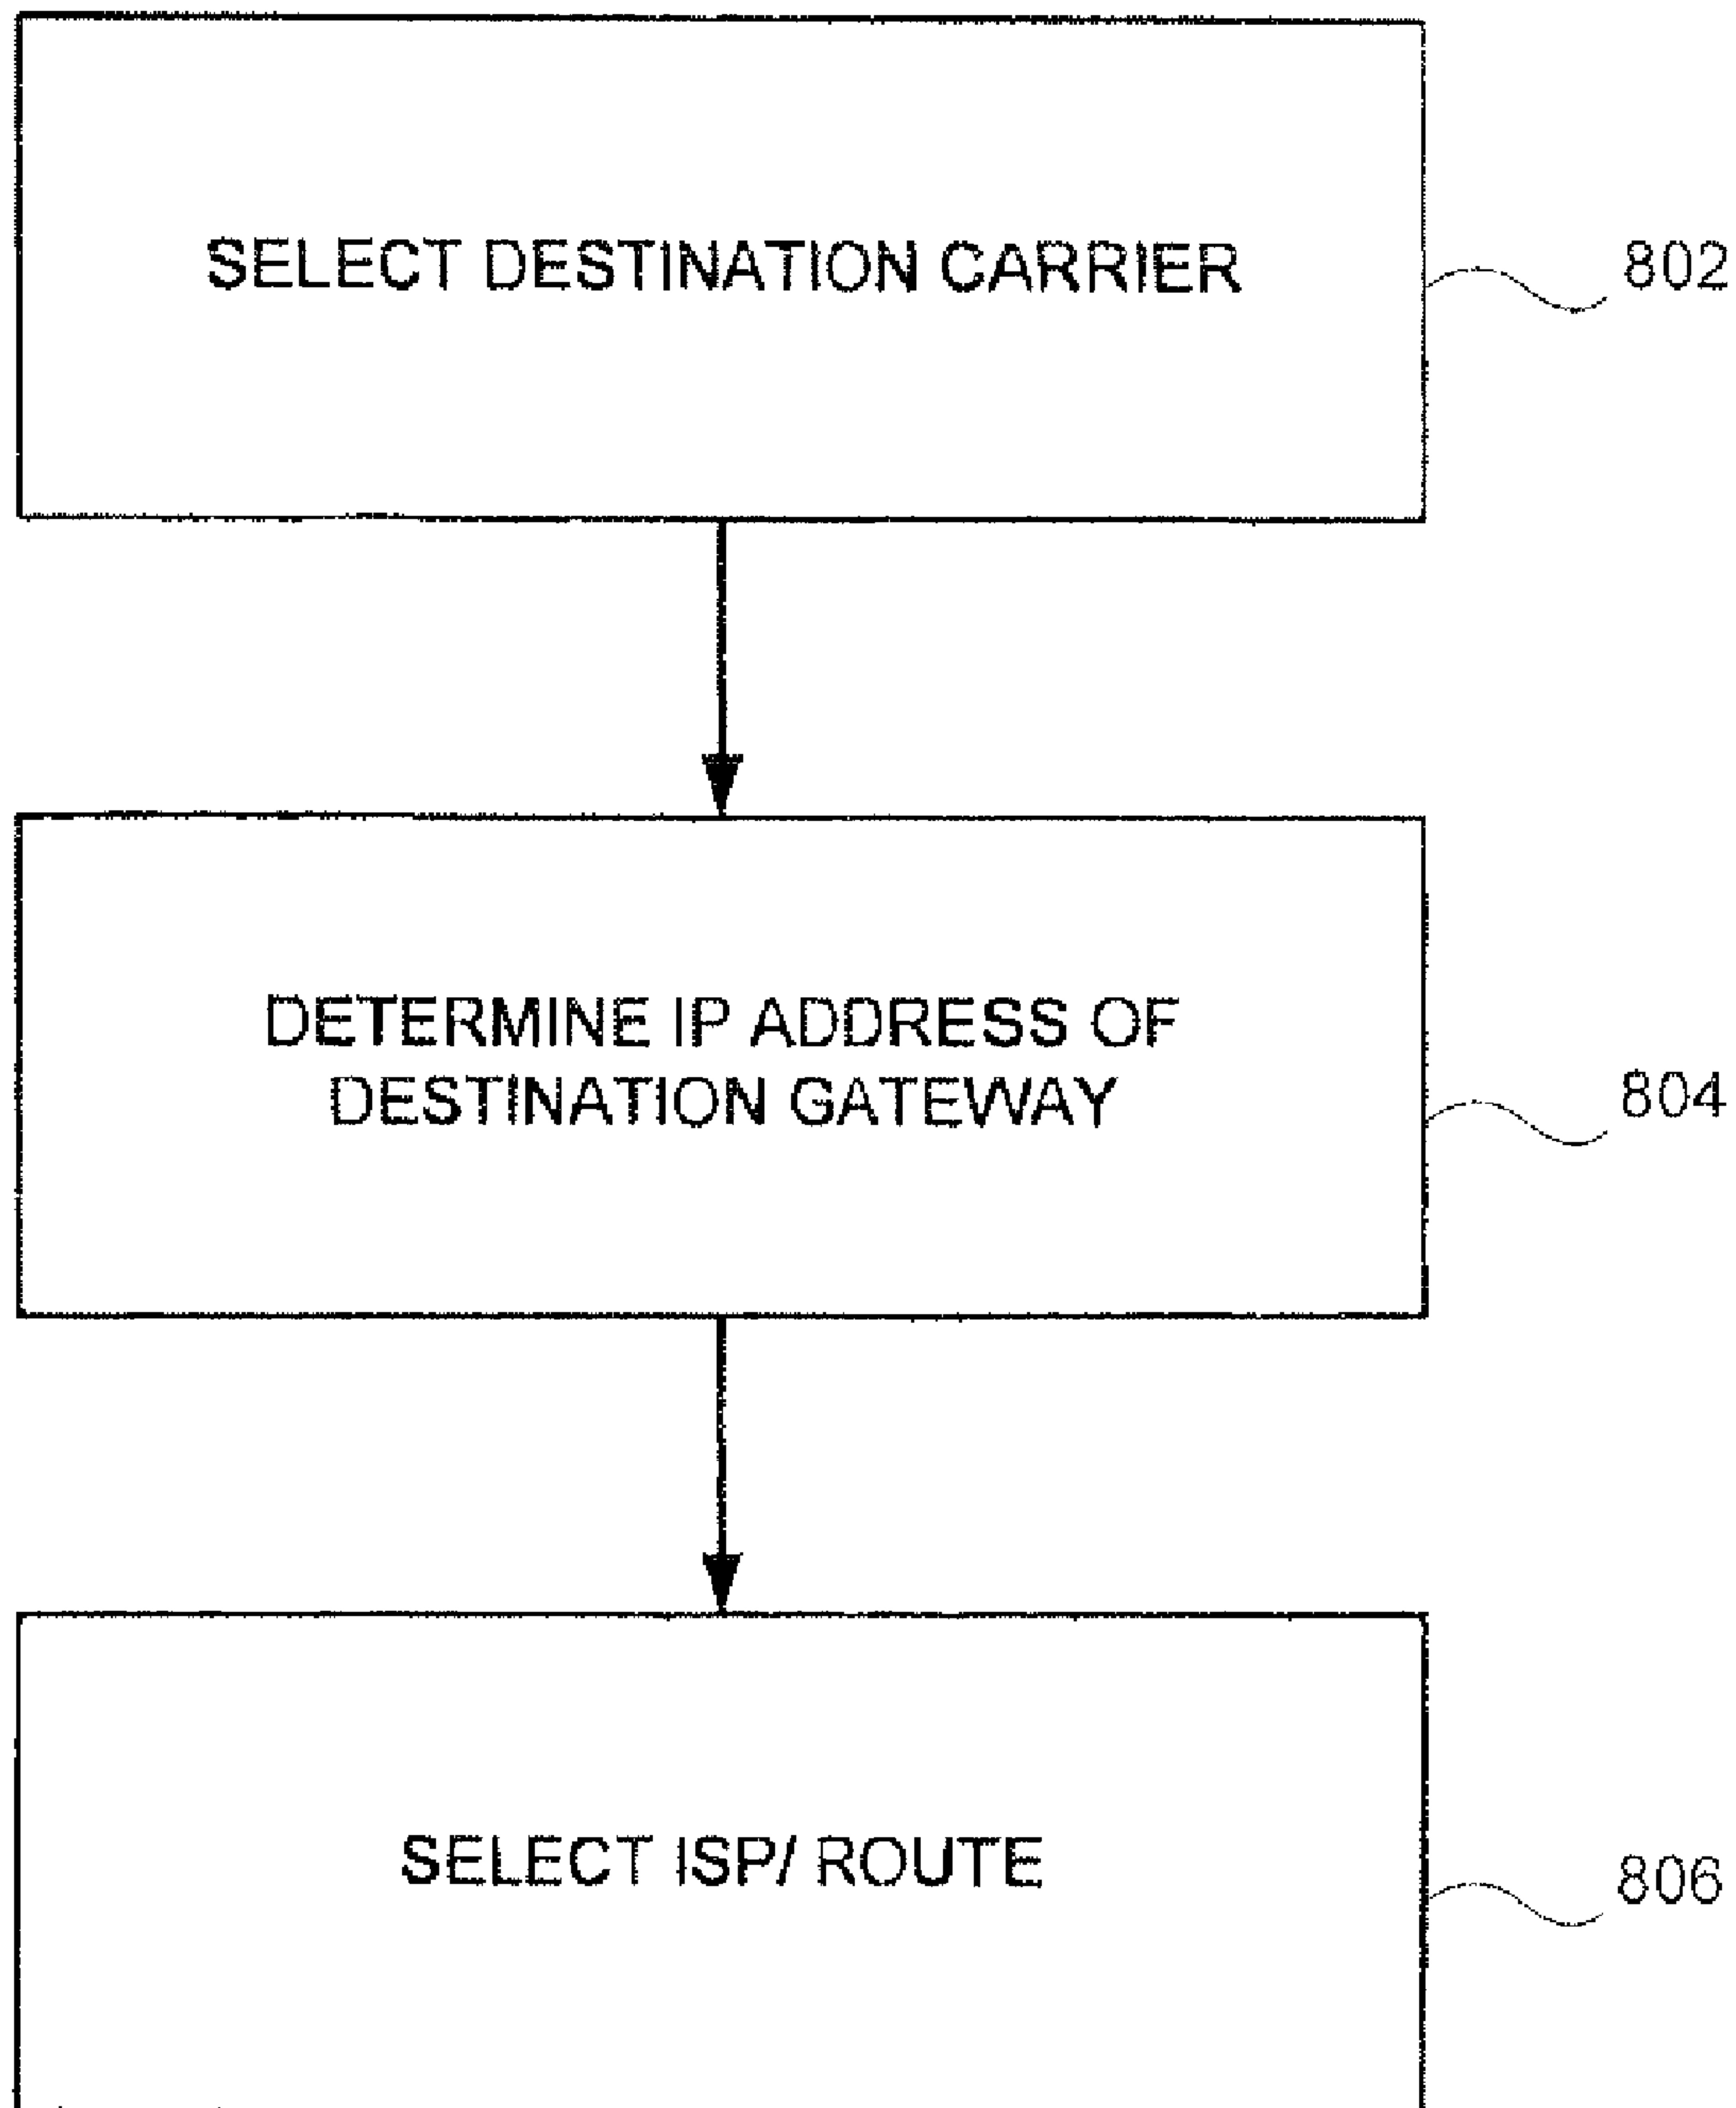 SELECT DESTINATION CARRIER
802
DETERMINE IP ADDRESS OF
DESTINATION GATEWAY
804
SELECT ISP/ ROUTE
806